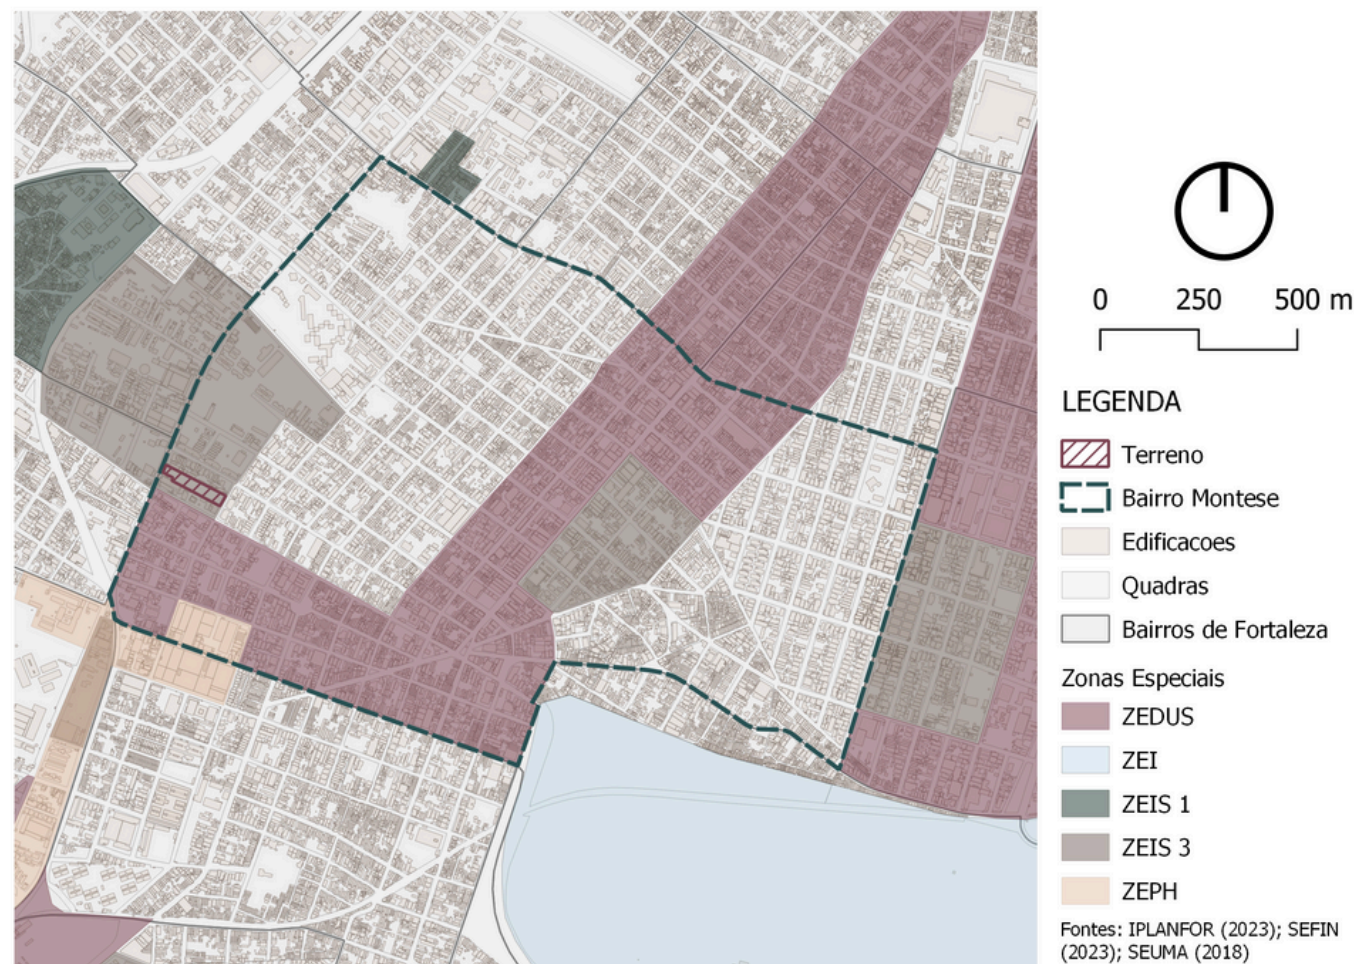 0 250 500 m
LEGENDA
Terreno
Bairro Montese
Edificacoes
Quadras
Bairros de Fortaleza
Zonas Especiais
ZEDUS
ZEI
ZEIS 1
ZEIS 3
ZEPH
Fontes: IPLANFOR (2023); SEFIN
(2023); SEUMA (2018)